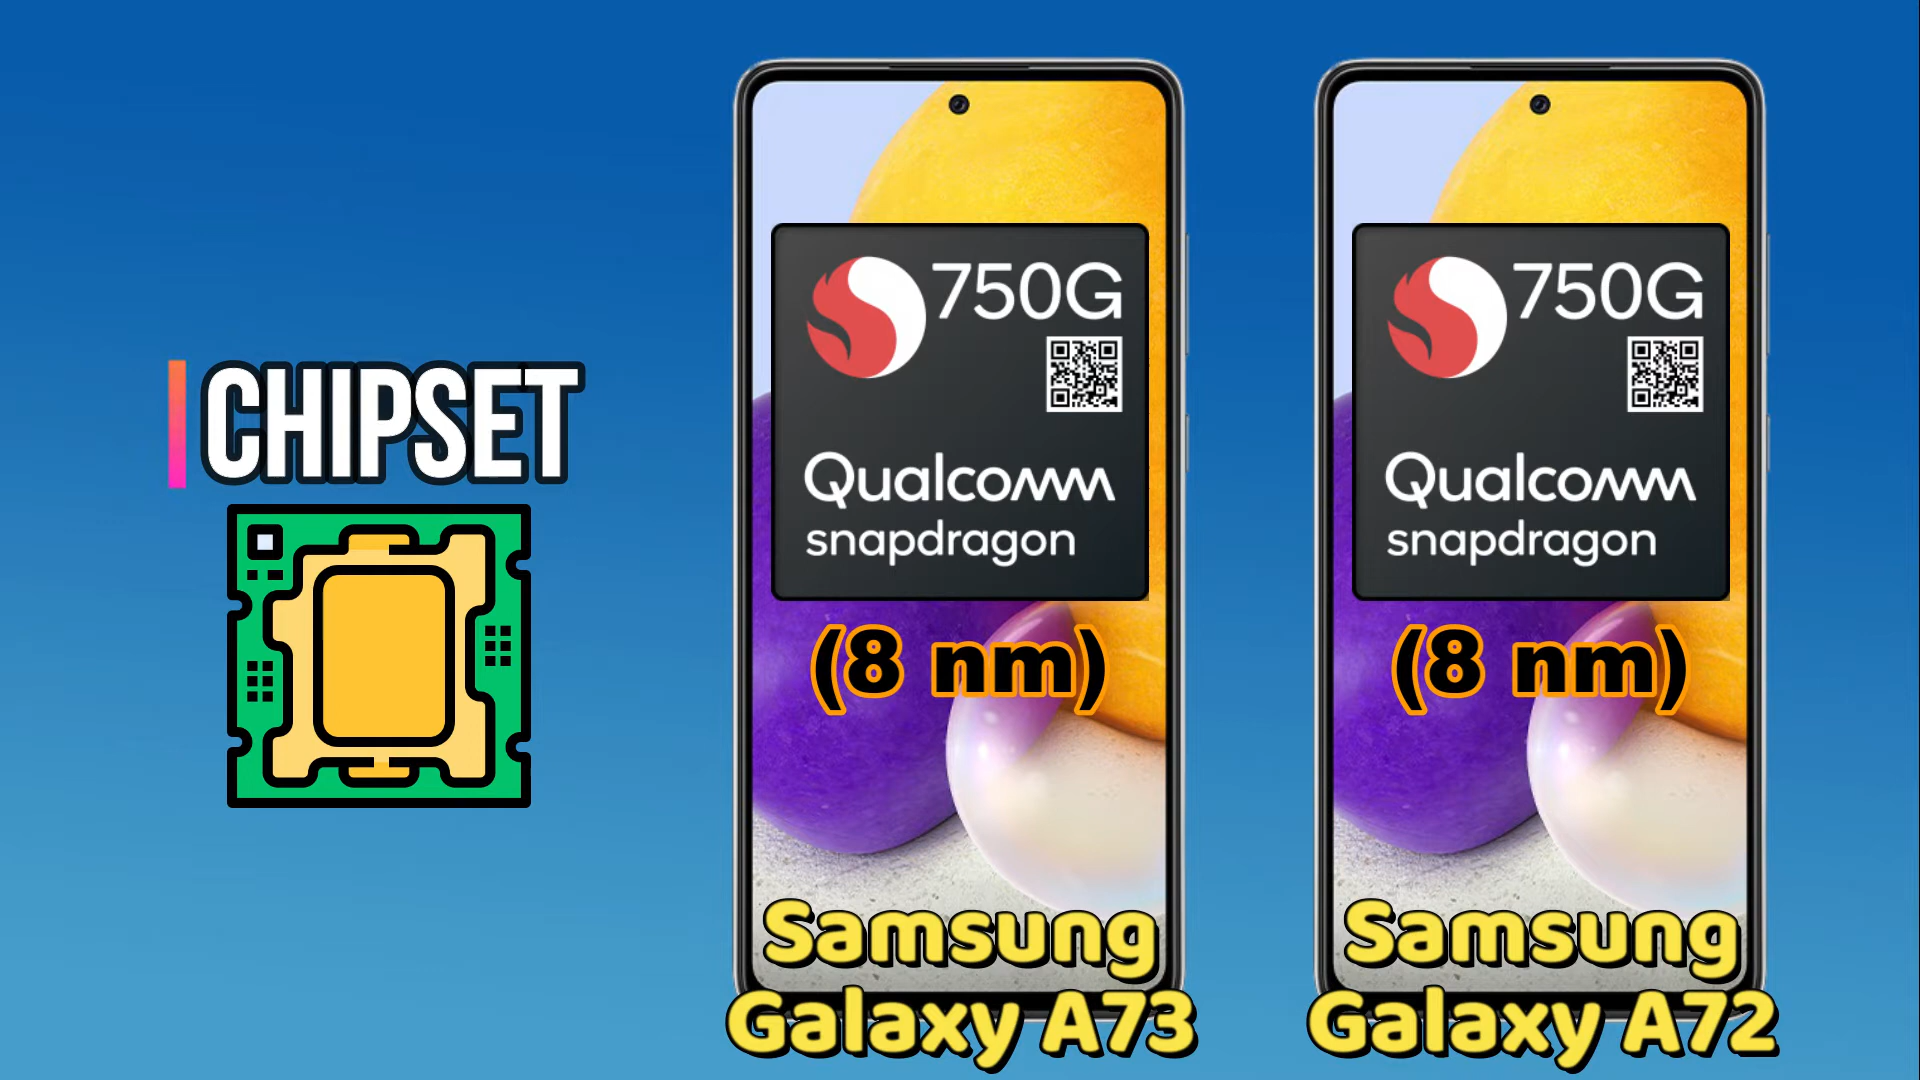 CHIPSET
750G
Qualcomm
snapdragon
(8 nm)
Samsung
Galaxy A73
750G
Qualcomm
snapdragon
(8 nm)
Samsung
Galaxy A72